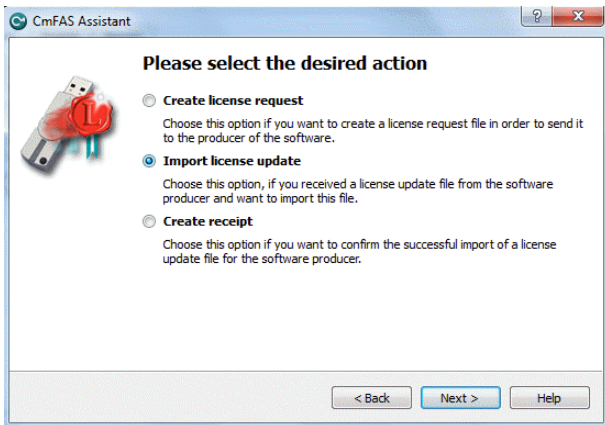 CmFAS Assistant
Please select the desired action
Create license request
Choose this option if you want to create a license request file in order to send it
to the producer of the software.
Import license update
Choose this option, if you received a license update file from the software
producer and want to import this file.
Create receipt
Choose this option if you want to confirm the successful import of a license
update file for the software producer.
< Back Next > Help